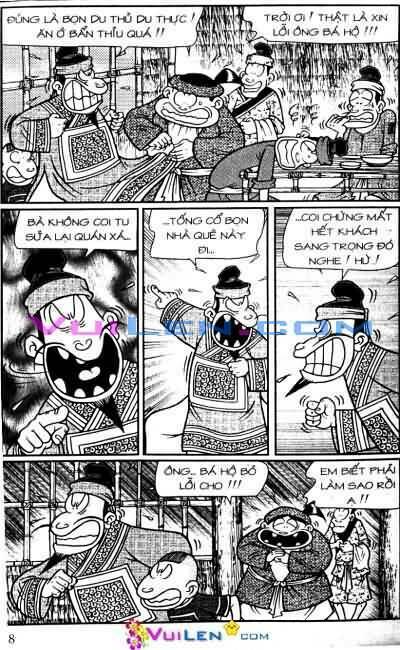 ĐÚNG LÀ BỌN DU THỦ DU THỰC!
ĂN Ở BẨN THỈU QUÁ!!
TRỜI ƠI! THẬT LÀ XIN
LỖI ÔNG BÁ HỘ!!!
BÀ KHÔNG COI TU
SỬA LẠI QUÁN XÁ...
...TỐNG CỔ BỌN
NHÀ QUÊ NÀY
ĐI...
...COI CHỪNG MẤT
HẾT KHÁCH
SANG TRỌNG ĐÓ
NGHE! HỨ!
VUILEN.COM
ÔNG... BÁ HỘ BỎ
LỖI CHO!!!
EM BIẾT PHẢI
LÀM SAO RỒI
Ạ!!
8
VUILEN.COM